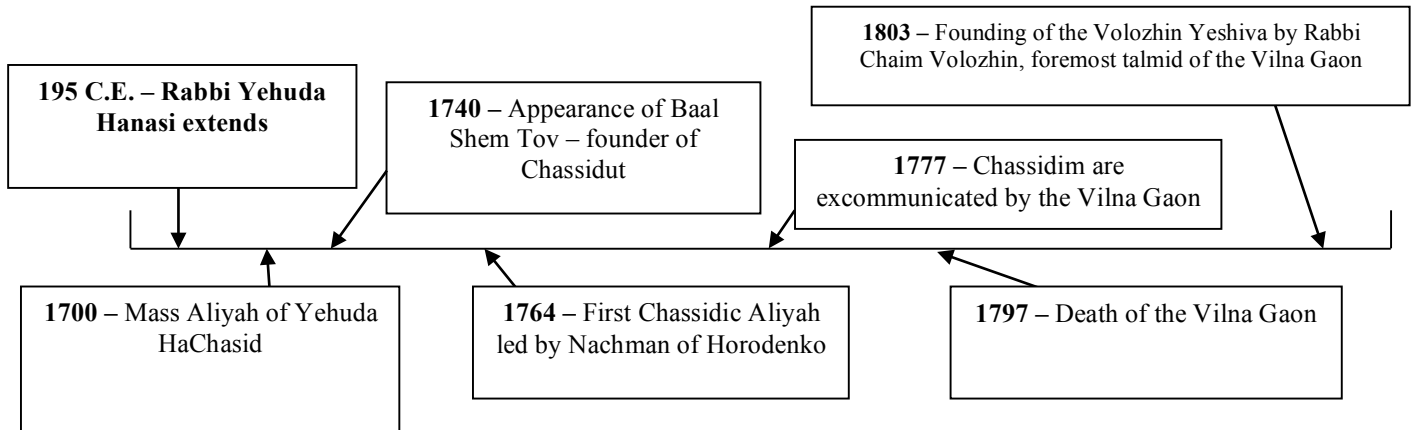 1803 – Founding of the Volozhin Yeshiva by Rabbi
Chaim Volozhin, foremost talmid of the Vilna Gaon
195 C.E. – Rabbi Yehuda
Hanasi extends
1740 – Appearance of Baal
Shem Tov – founder of
Chassidut
1777 – Chassidim are
excommunicated by the Vilna Gaon
1700 – Mass Aliyah of Yehuda
HaChasid
1764 – First Chassidic Aliyah
led by Nachman of Horodenko
1797 – Death of the Vilna Gaon